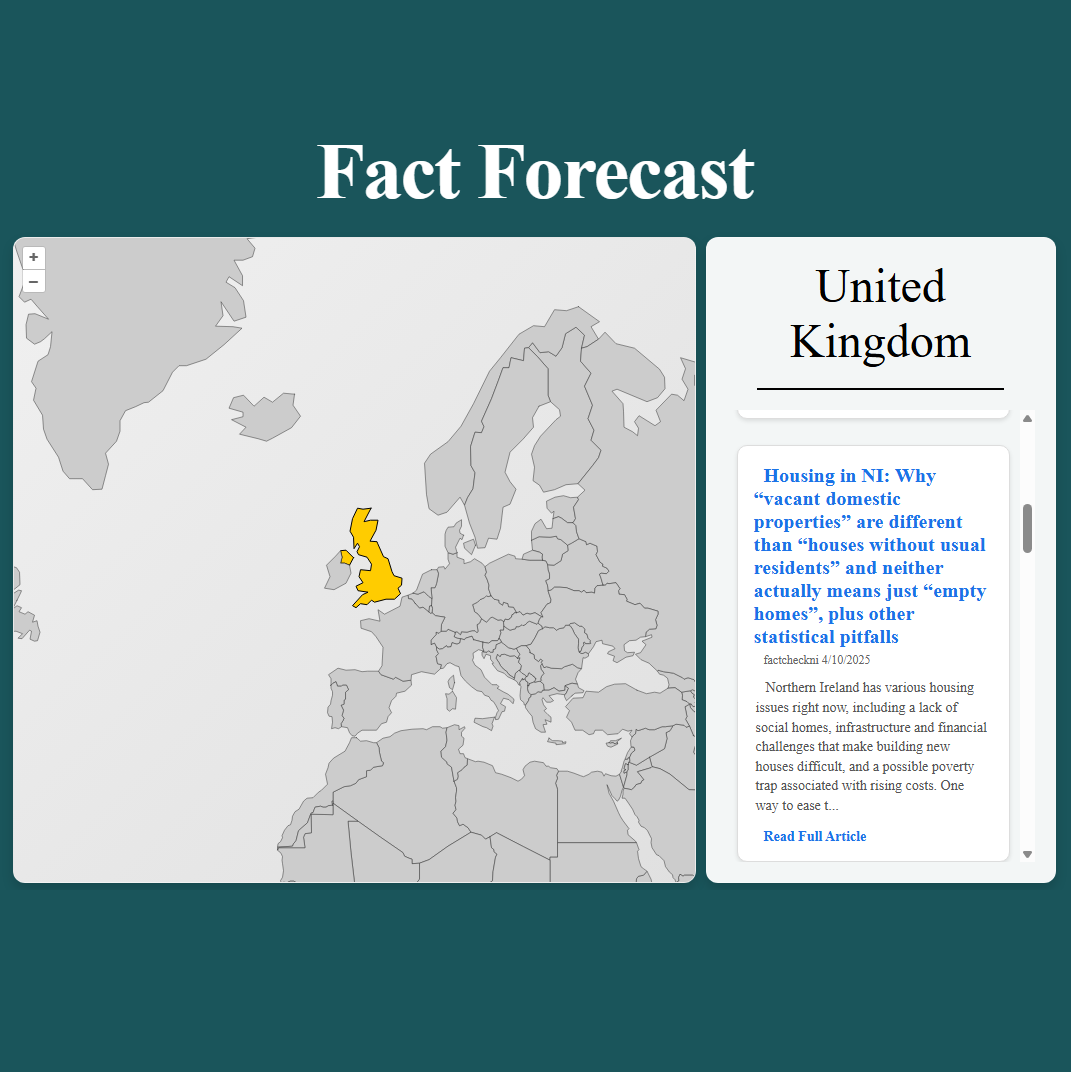 Fact Forecast
+
−
United
Kingdom
Housing in NI: Why
“vacant domestic
properties” are different
than “houses without usual
residents” and neither
actually means just “empty
homes”, plus other
statistical pitfalls
factcheckni 4/10/2025
Northern Ireland has various housing
issues right now, including a lack of
social homes, infrastructure and financial
challenges that make building new
houses difficult, and a possible poverty
trap associated with rising costs. One
way to ease t...
Read Full Article